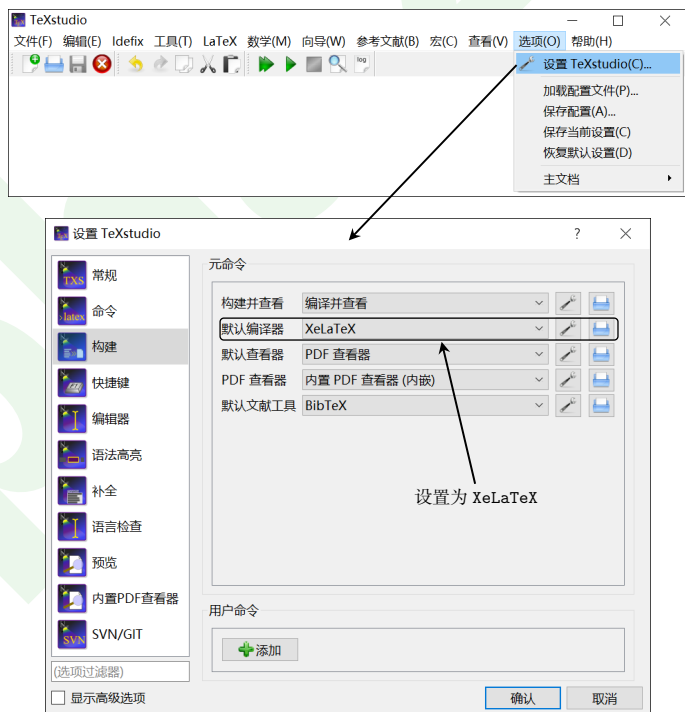 TeXstudio
文件(F) 编辑(E) Idefix 工具(T) LaTeX 数学(M) 向导(W) 参考文献(B) 宏(C) 查看(V) 选项(O) 帮助(H)
log
设置 TeXstudio(C)...
加载配置文件(P)...
保存配置(A)...
保存当前设置(C)
恢复默认设置(D)
主文档
设置 TeXstudio
?
TXS 常规
latex 命令
构建
快捷键
编辑器
语法高亮
补全
语言检查
预览
内置PDF查看器
SVN SVN/GIT
(选项过滤器)
显示高级选项
元命令
构建并查看 编译并查看
默认编译器 XeLaTeX
默认查看器 PDF 查看器
PDF 查看器 内置 PDF 查看器 (内嵌)
默认文献工具 BibTeX
设置为 XeLaTeX
用户命令
添加
确认 取消